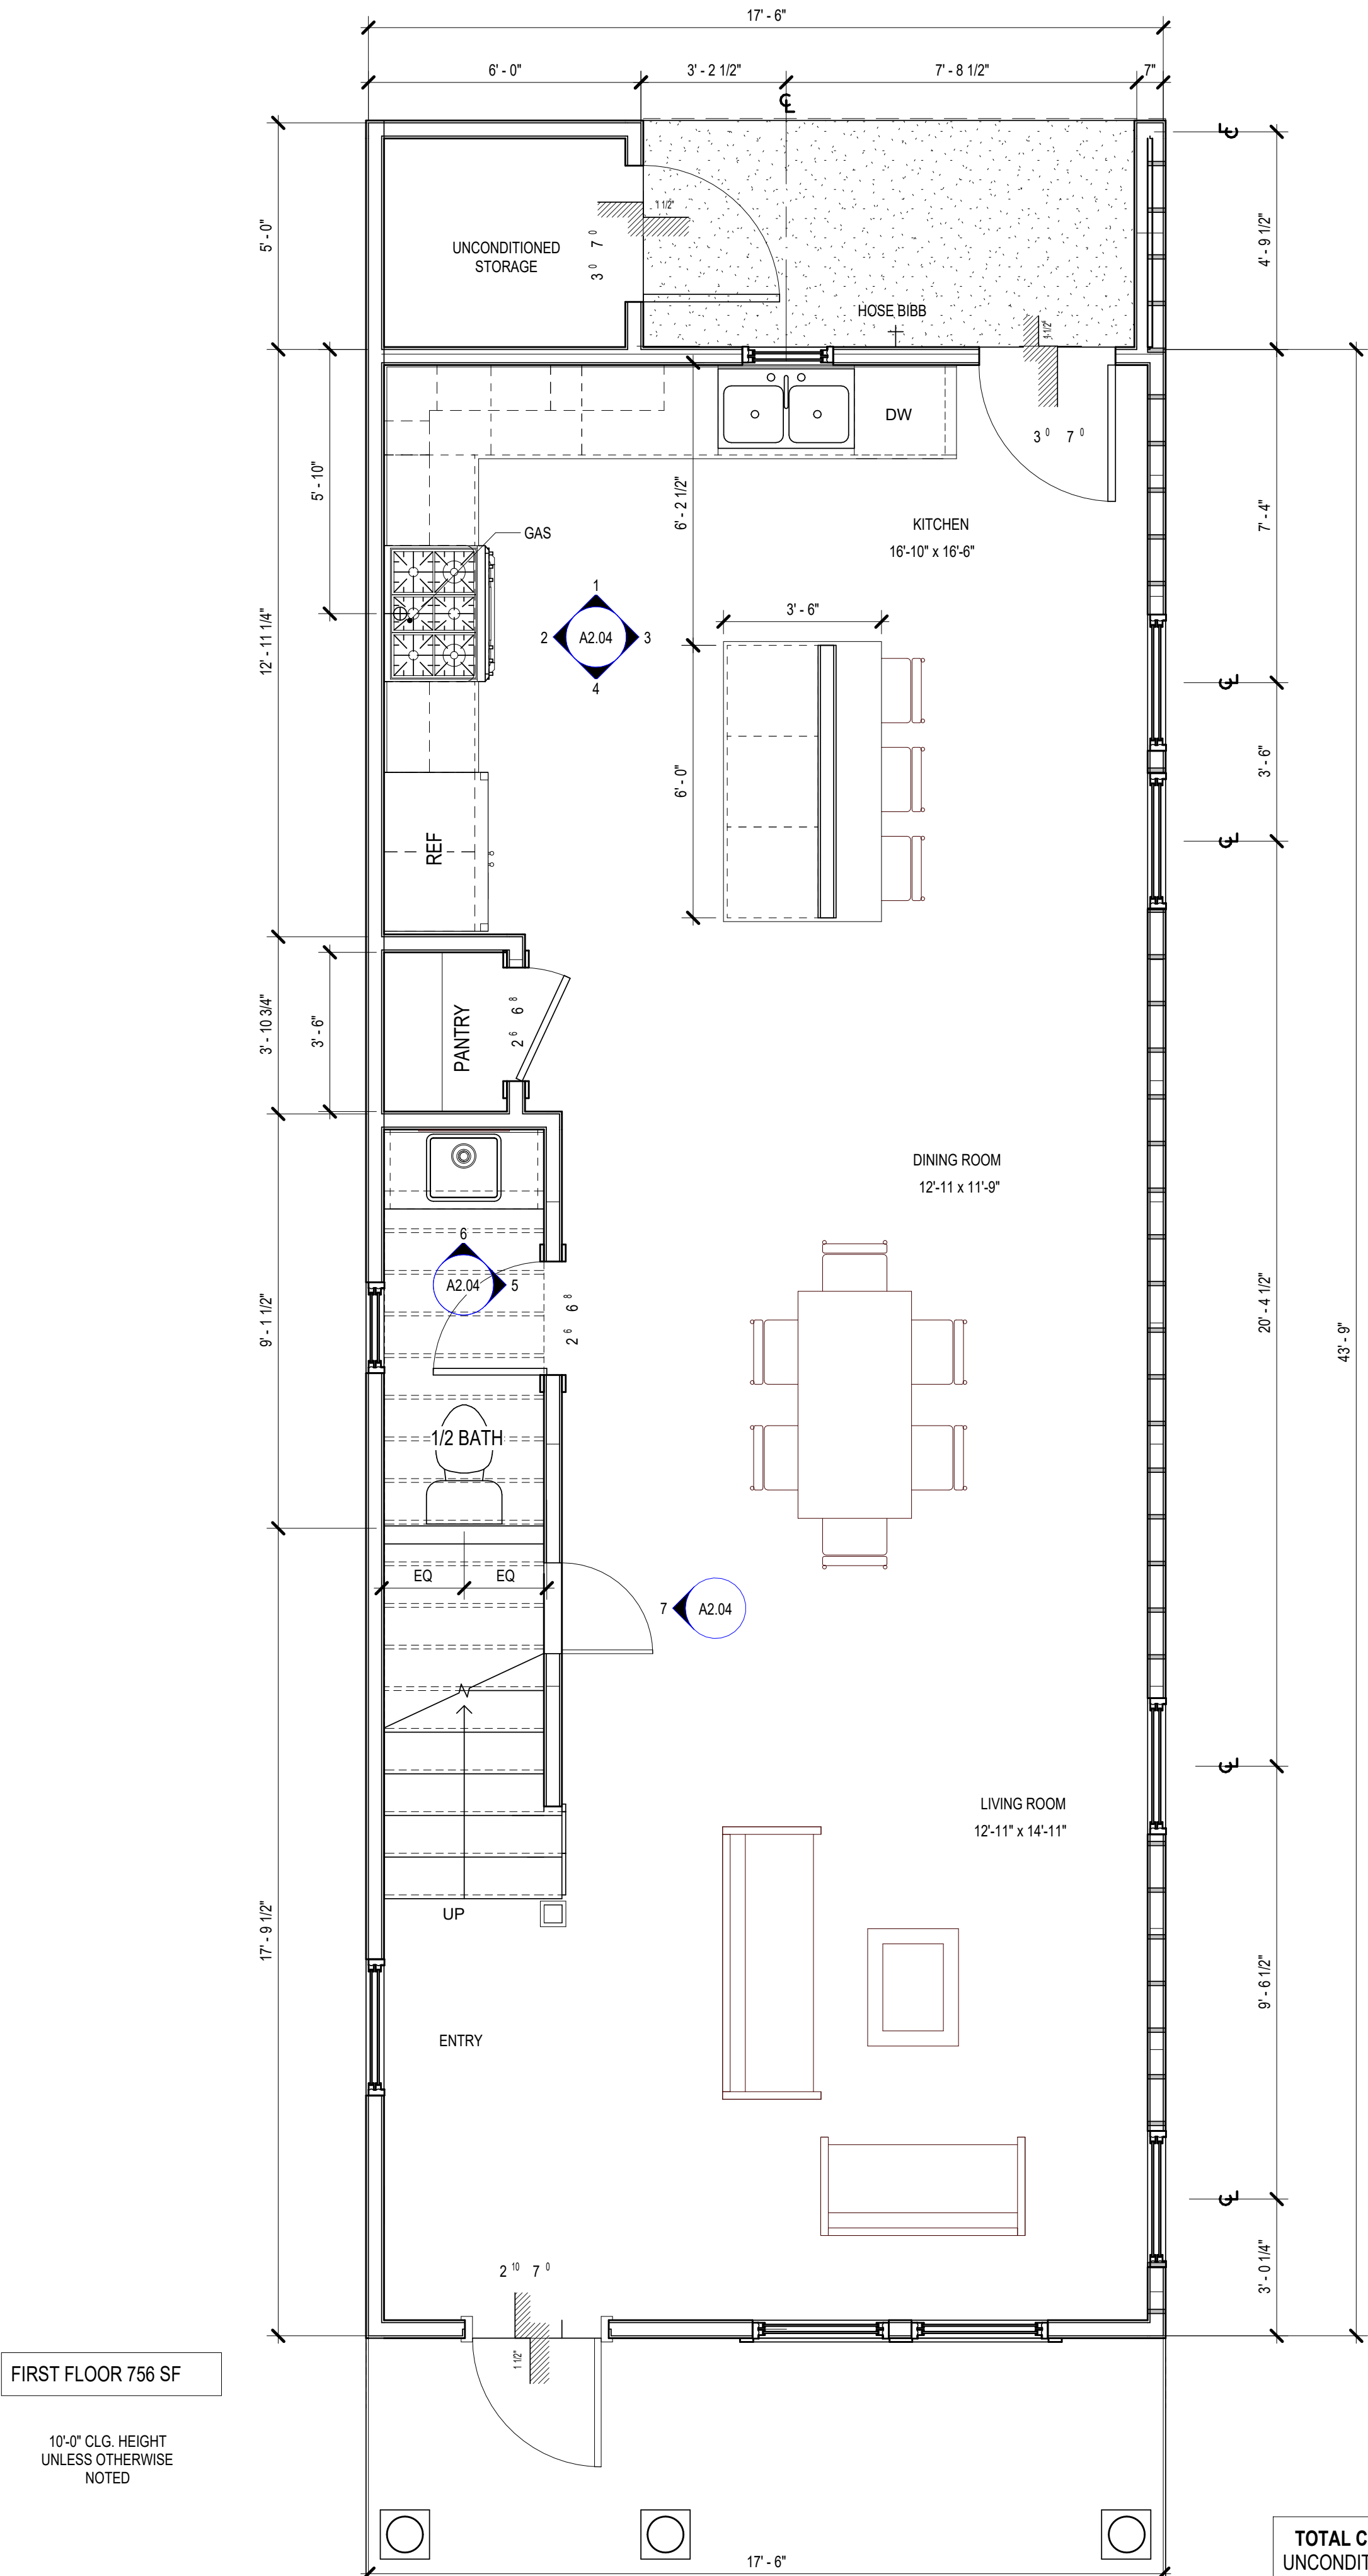 17' - 6"
6' - 0"
3' - 2 1/2"
7' - 8 1/2"
7"
5' - 0"
UNCONDITIONED
STORAGE
3 0 7 0
1 1/2"
HOSE BIBB
1 1/2"
4' - 9 1/2"
DW
3 0 7 0
5' - 10"
6' - 2 1/2"
7' - 4"
KITCHEN
16'-10" x 16'-6"
GAS
12' - 11 1/4"
1
2
A2.04
3
4
3' - 6"
3' - 6"
6' - 0"
REF
3' - 10 3/4"
3' - 6"
PANTRY
2 6 6 8
DINING ROOM
12'-11 x 11'-9"
6
A2.04
5
2 6 6 8
9' - 1 1/2"
20' - 4 1/2"
43' - 9"
1/2 BATH
EQ
EQ
7
A2.04
LIVING ROOM
12'-11" x 14'-11"
UP
17' - 9 1/2"
9' - 6 1/2"
ENTRY
3' - 0 1/4"
2 10 7 0
1 1/2"
FIRST FLOOR 756 SF
10'-0" CLG. HEIGHT
UNLESS OTHERWISE
NOTED
17' - 6"
TOTAL C
UNCONDIT